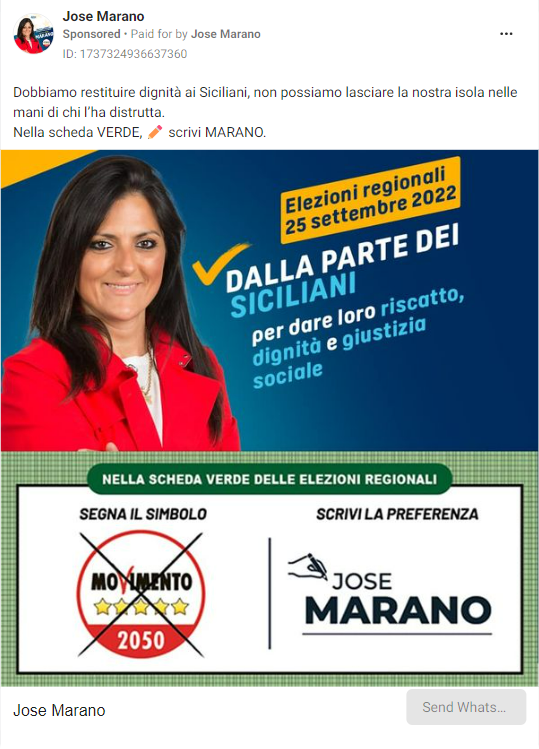 Jose Marano
Sponsored • Paid for by Jose Marano
ID: 1737324936637360
Dobbiamo restituire dignità ai Siciliani, non possiamo lasciare la nostra isola nelle
mani di chi l’ha distrutta.
Nella scheda VERDE, ✏️ scrivi MARANO.
Elezioni regionali
25 settembre 2022
DALLA PARTE DEI
SICILIANI
per dare loro riscatto,
dignità e giustizia
sociale
NELLA SCHEDA VERDE DELLE ELEZIONI REGIONALI
SEGNA IL SIMBOLO
SCRIVI LA PREFERENZA
MOVIMENTO
2050
JOSE
MARANO
Jose Marano
Send Whats...